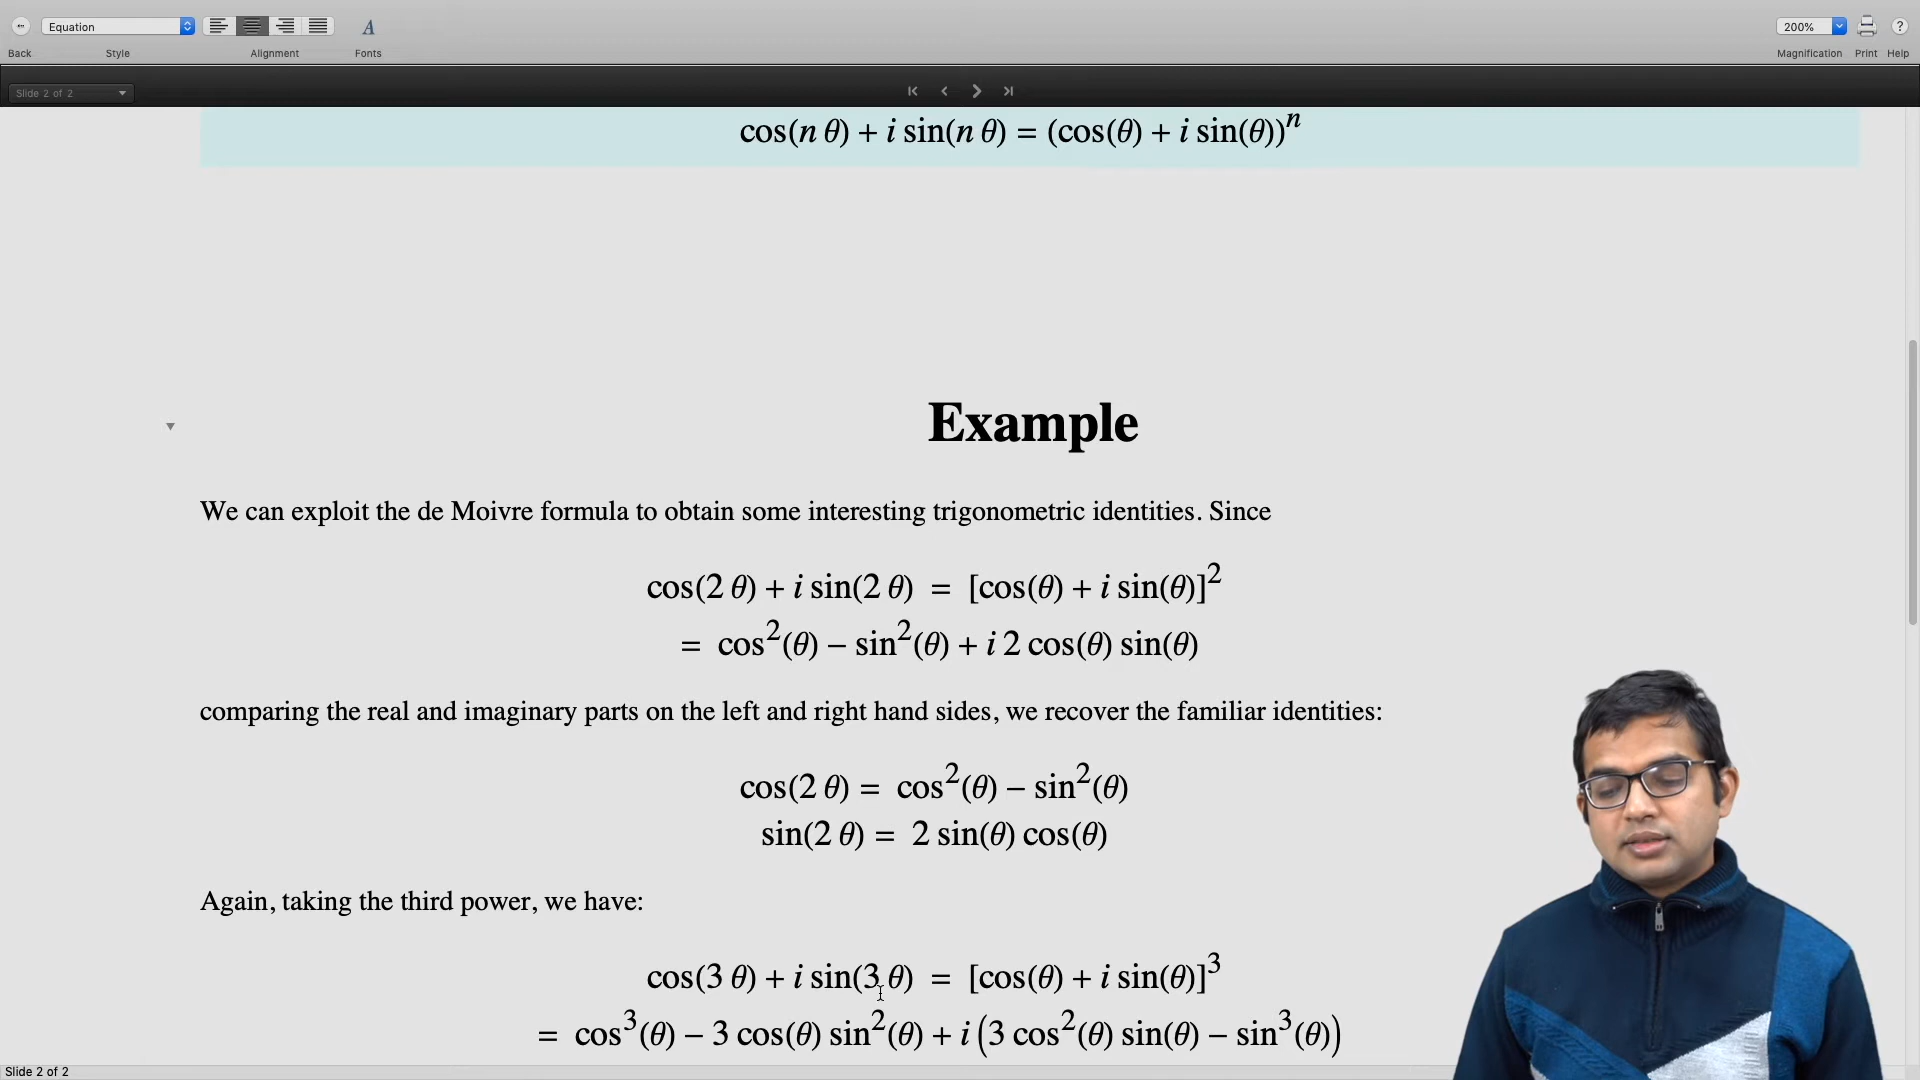 Equation
200%
Back Style Alignment Fonts Magnification Print Help
Slide 2 of 2
cos(n θ) + i sin(n θ) = (cos(θ) + i sin(θ))^n
Example
We can exploit the de Moivre formula to obtain some interesting trigonometric identities. Since
cos(2 θ) + i sin(2 θ) = [cos(θ) + i sin(θ)]^2
= cos^2(θ) − sin^2(θ) + i 2 cos(θ) sin(θ)
comparing the real and imaginary parts on the left and right hand sides, we recover the familiar identities:
cos(2 θ) = cos^2(θ) − sin^2(θ)
sin(2 θ) = 2 sin(θ) cos(θ)
Again, taking the third power, we have:
cos(3 θ) + i sin(3 θ) = [cos(θ) + i sin(θ)]^3
= cos^3(θ) − 3 cos(θ) sin^2(θ) + i (3 cos^2(θ) sin(θ) − sin^3(θ))
Slide 2 of 2